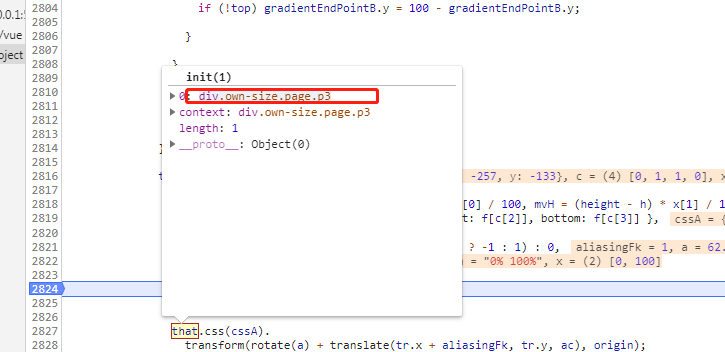 0.0.1:5
/vue
oject
2804 if (!top) gradientEndPointB.y = 100 - gradientEndPointB.y;
2805
2806 }
2807
2808 }
2809
2810
2811
2812
2813
2814 }
2815
2816 t -257, y: -133}, c = (4) [0, 1, 1, 0], x
2817
2818 [0] / 100, mvH = (height - h) * x[1] / 1
2819 t: f[c[2]], bottom: f[c[3]] }, cssA = {
2820
2821 ? -1 : 1) : 0, aliasingFk = 1, a = 62.
2822 = "0% 100%", x = (2) [0, 100]
2823
2824
2825
2826
2827 that.css(cssA).
2828 transform(rotate(a) + translate(tr.x + aliasingFk, tr.y, ac), origin);
init(1)
0: div.own-size.page.p3
context: div.own-size.page.p3
length: 1
__proto__: Object(0)